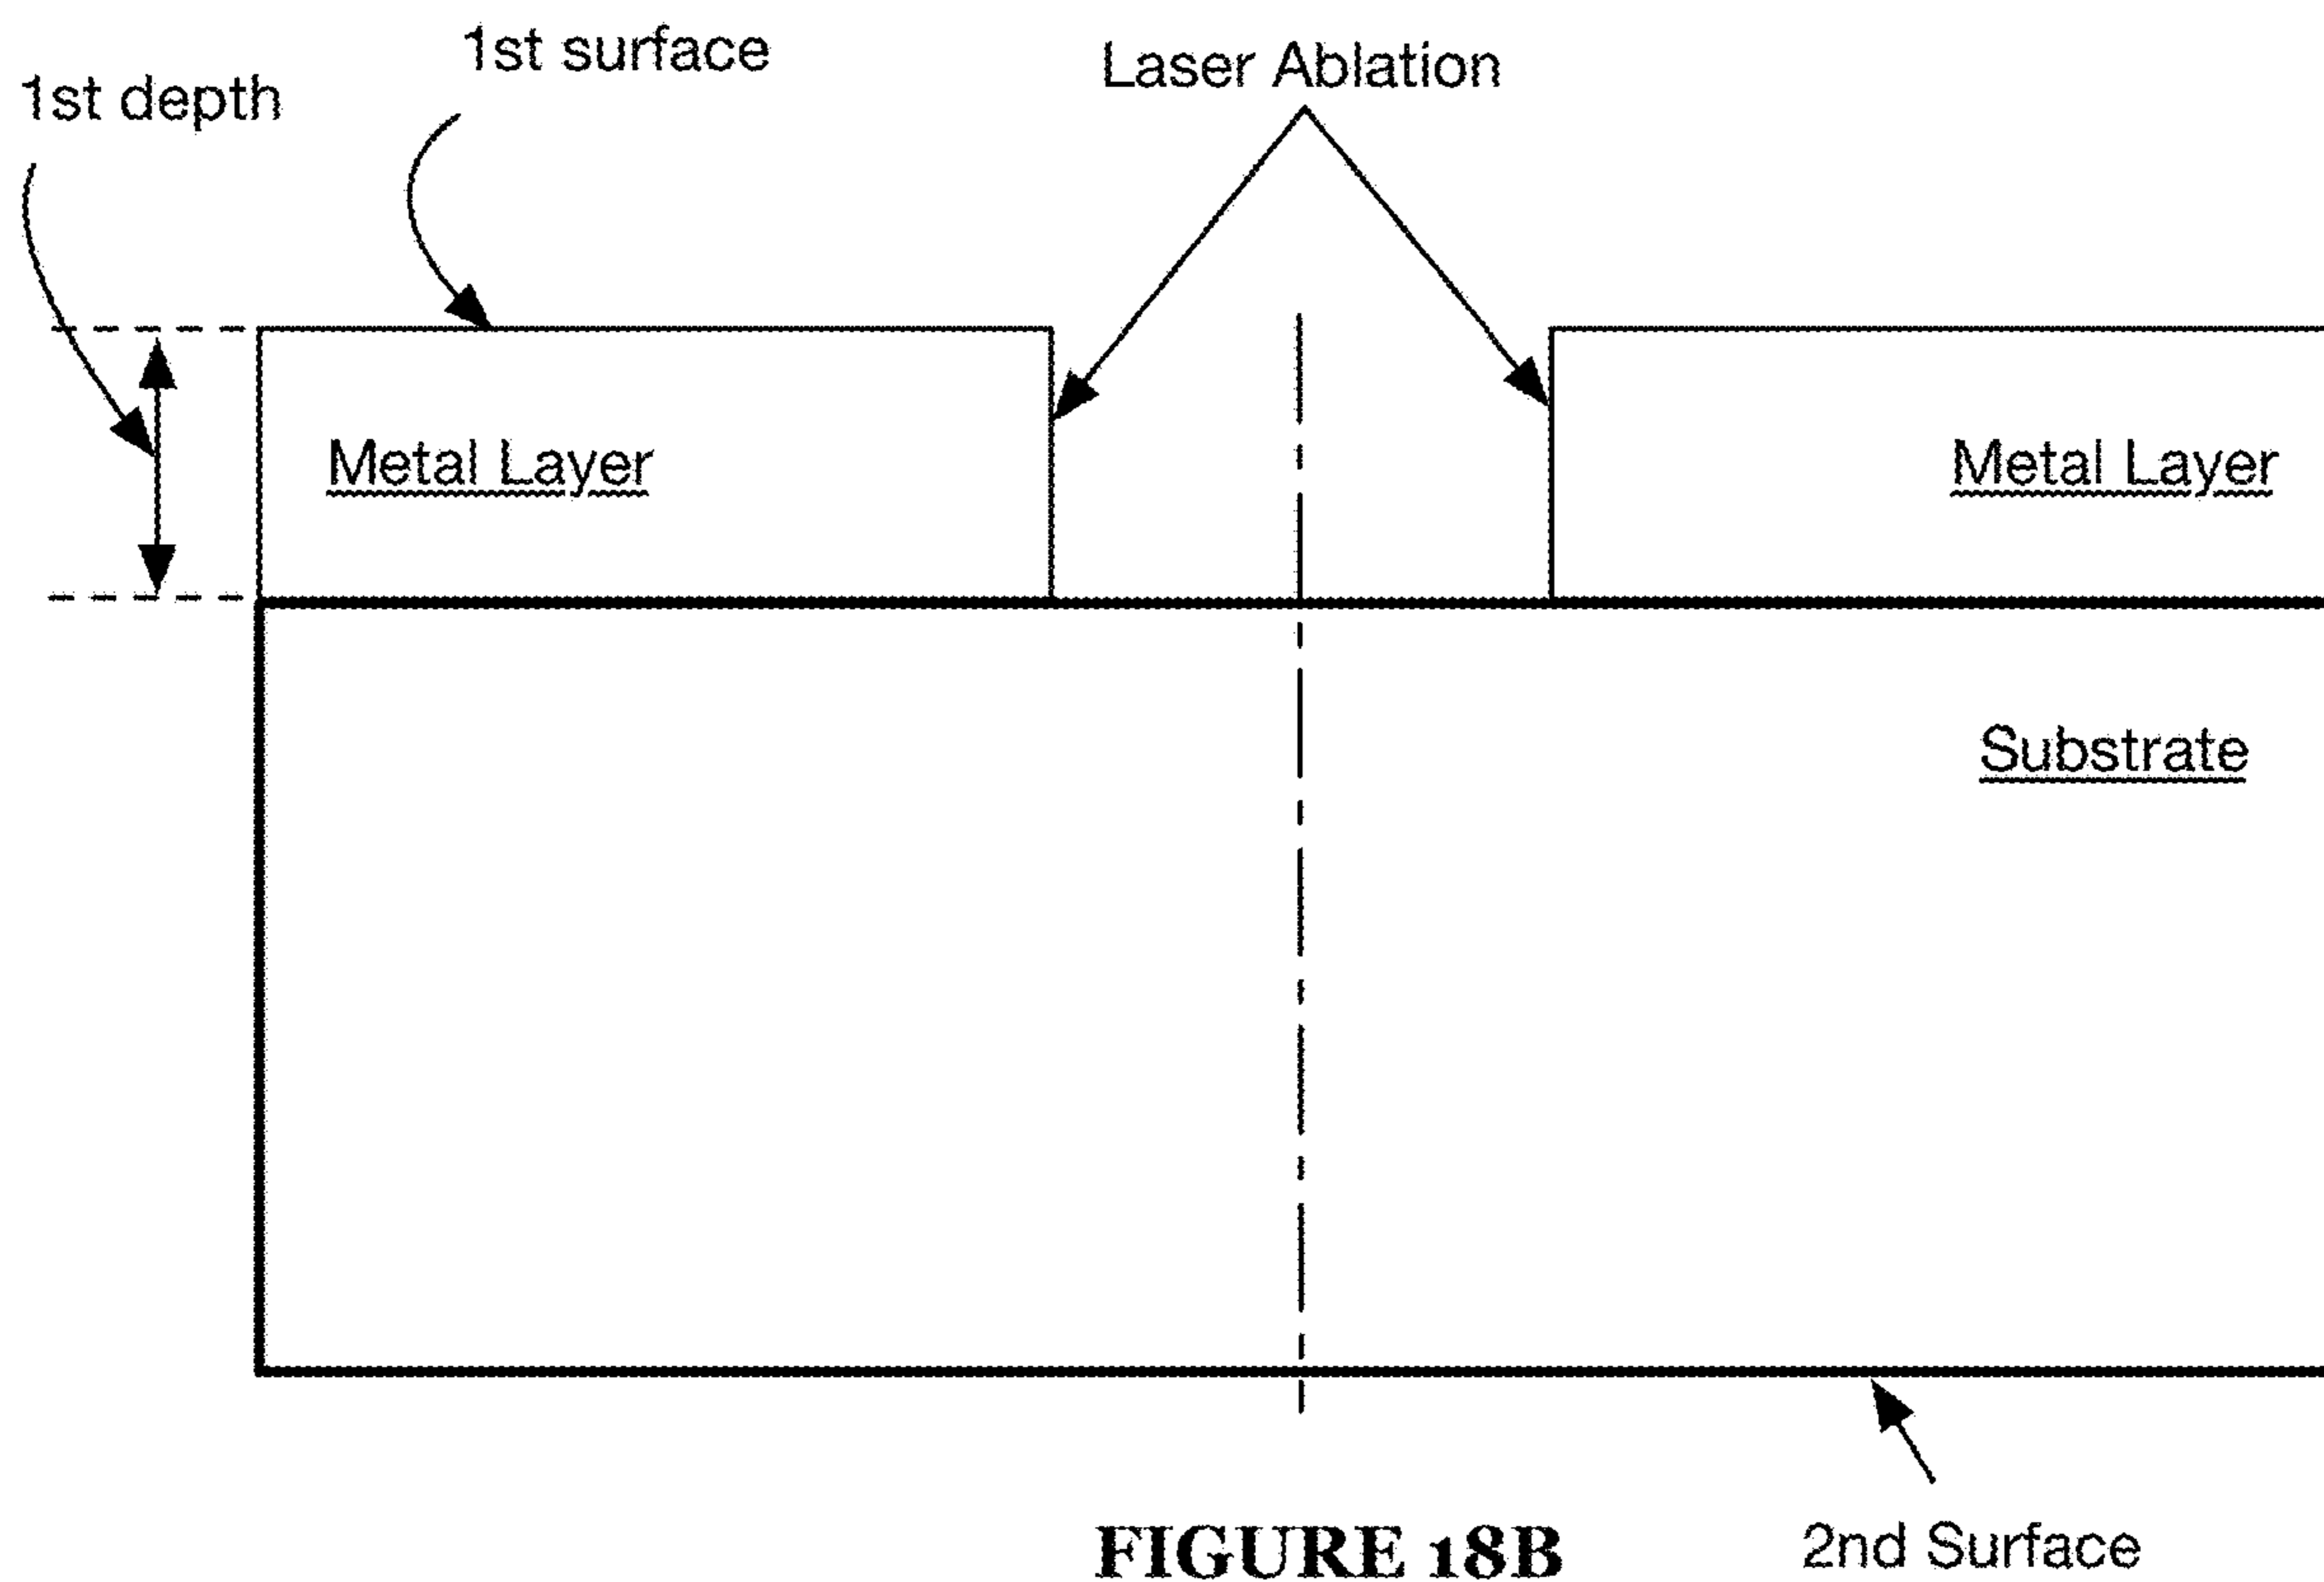 1st surface
Laser Ablation
1st depth
Metal Layer
Metal Layer
Substrate
FIGURE 18B
2nd Surface